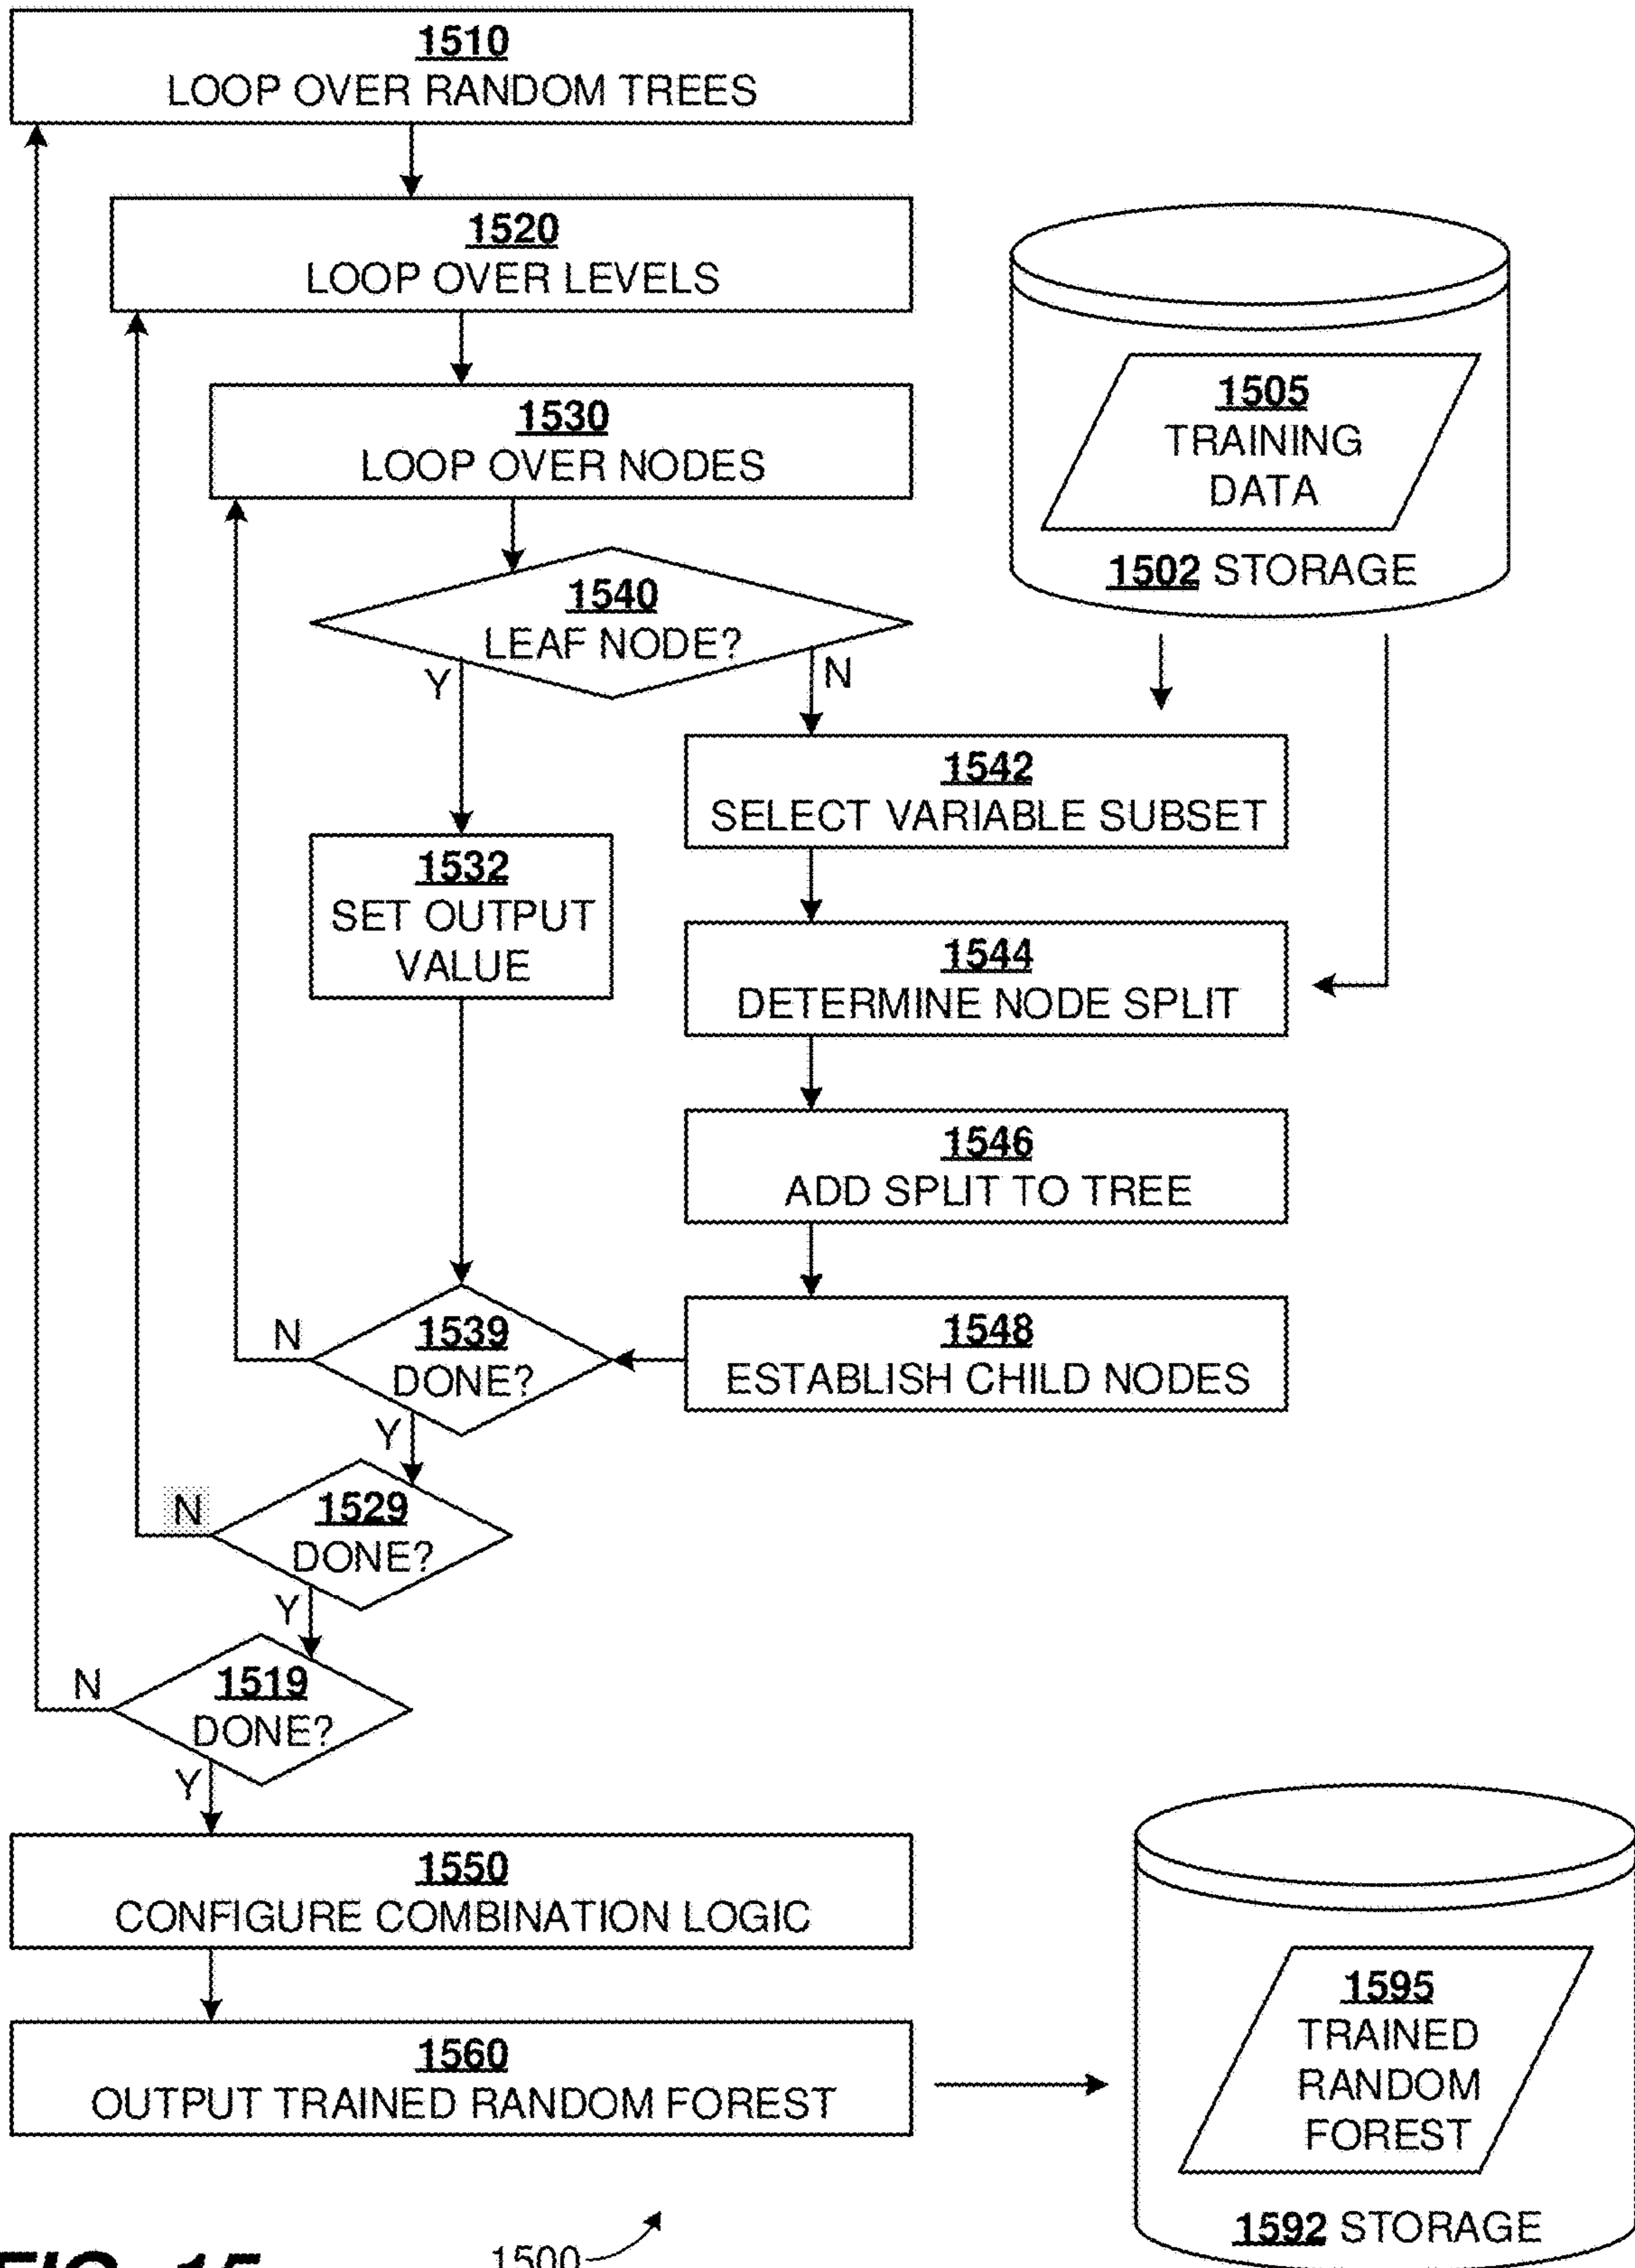 1510
LOOP OVER RANDOM TREES
1520
LOOP OVER LEVELS
1530
LOOP OVER NODES
1505
TRAINING
DATA
1502 STORAGE
1540
LEAF NODE?
Y
N
1542
SELECT VARIABLE SUBSET
1532
SET OUTPUT
VALUE
1544
DETERMINE NODE SPLIT
1546
ADD SPLIT TO TREE
1548
ESTABLISH CHILD NODES
N
1539
DONE?
Y
N
1529
DONE?
Y
N
1519
DONE?
Y
1550
CONFIGURE COMBINATION LOGIC
1560
OUTPUT TRAINED RANDOM FOREST
1595
TRAINED
RANDOM
FOREST
1592 STORAGE
FIG. 15
1500